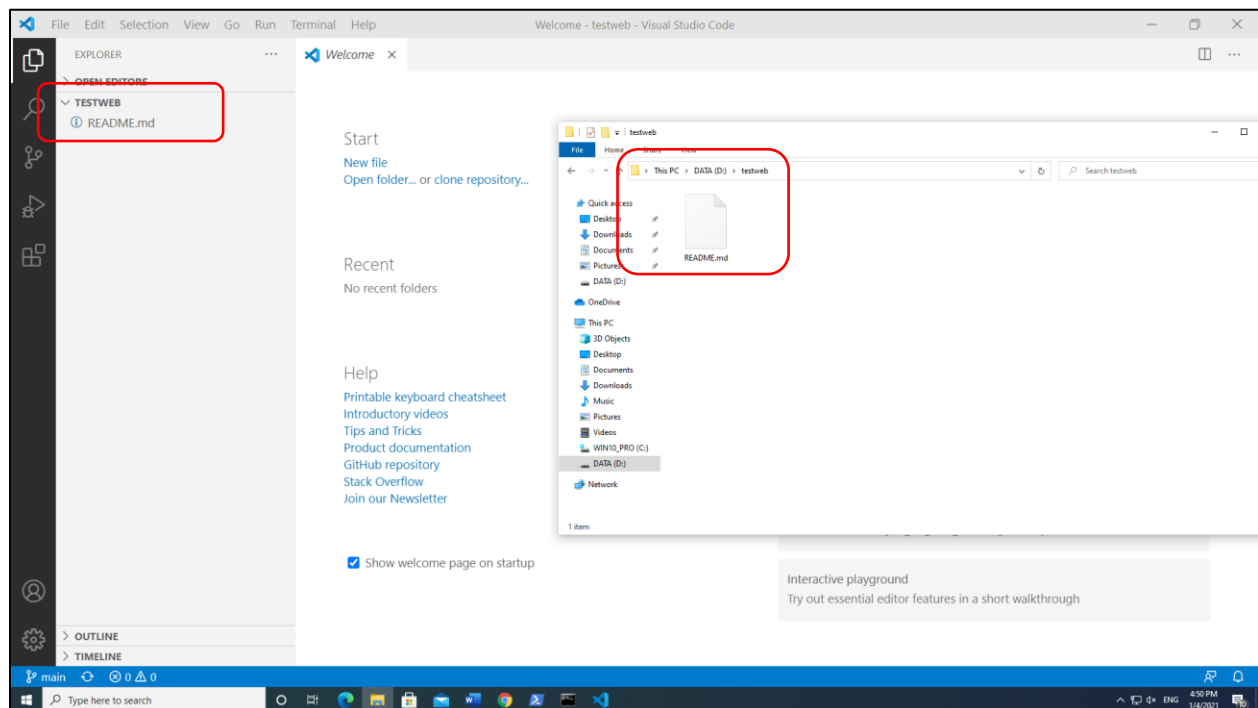 File Edit Selection View Go Run Terminal Help Welcome - testweb - Visual Studio Code
EXPLORER
Welcome
OPEN EDITORS
TESTWEB
README.md
Start
New file
Open folder... or clone repository...
Recent
No recent folders
Help
Printable keyboard cheatsheet
Introductory videos
Tips and Tricks
Product documentation
GitHub repository
Stack Overflow
Join our Newsletter
Show welcome page on startup
testweb
File Home Share View
This PC > DATA (D:) > testweb
Search testweb
Quick access
Desktop
Downloads
Documents
Pictures
DATA (D:)
OneDrive
This PC
3D Objects
Desktop
Documents
Downloads
Music
Pictures
Videos
WIN10_PRO (C:)
DATA (D:)
Network
README.md
1 item
Interactive playground
Try out essential editor features in a short walkthrough
OUTLINE
TIMELINE
main 0 0
Type here to search
ENG
4:50 PM
1/4/2021